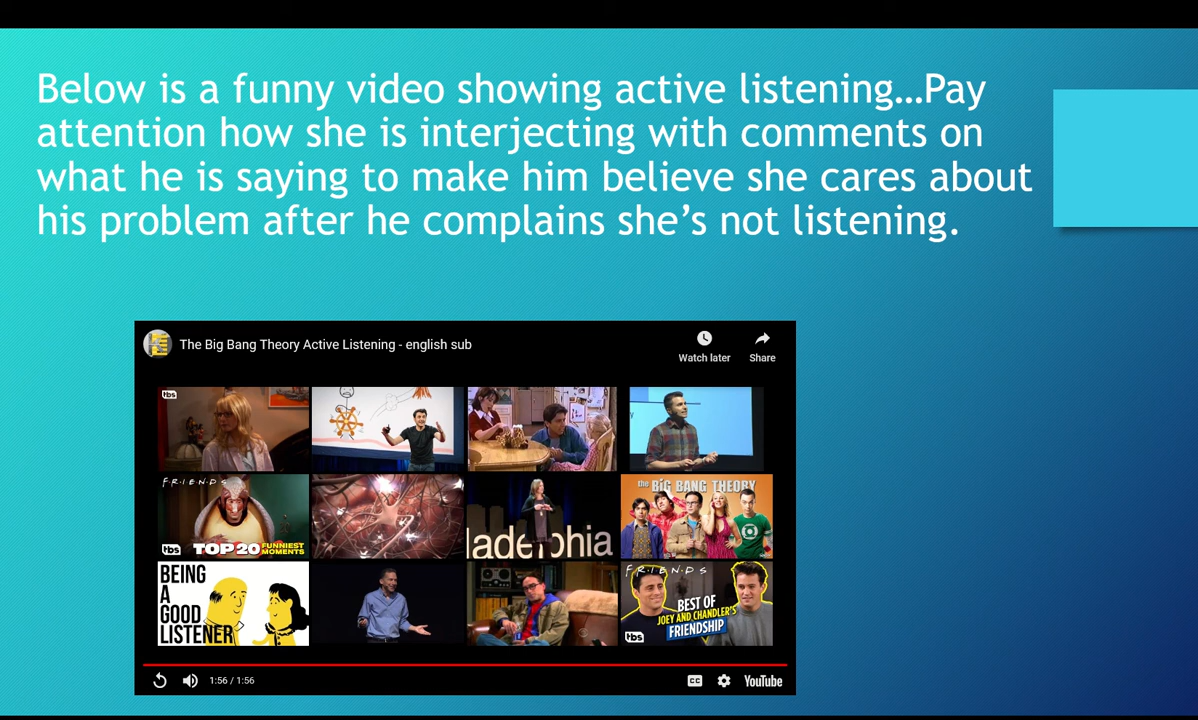 Below is a funny video showing active listening…Pay
attention how she is interjecting with comments on
what he is saying to make him believe she cares about
his problem after he complains she’s not listening.
The Big Bang Theory Active Listening - english sub
Watch later
Share
tbs
F·R·I·E·N·D·S
tbs
TOP 20 FUNNIEST
MOMENTS
ladelphia
the BIG BANG THEORY
BEING
A
GOOD
LISTENER
F·R·I·E·N·D·S
BEST OF
JOEY AND CHANDLER'S
FRIENDSHIP
tbs
1:56 / 1:56
CC
YouTube